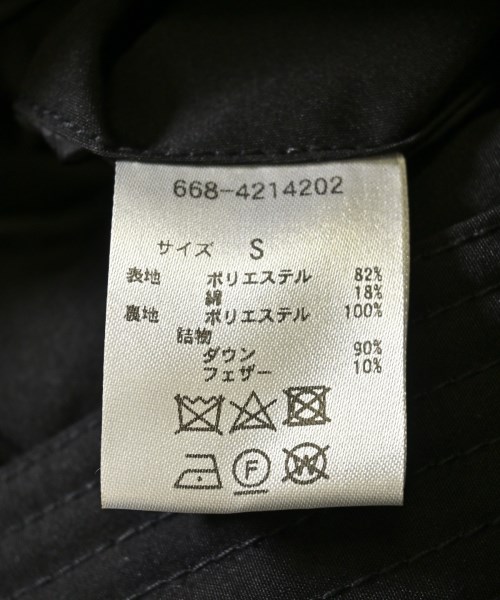 668-4214202
サイズ S
表地 ポリエステル 82%
綿 18%
裏地 ポリエステル 100%
詰物
ダウン 90%
フェザー 10%
F W